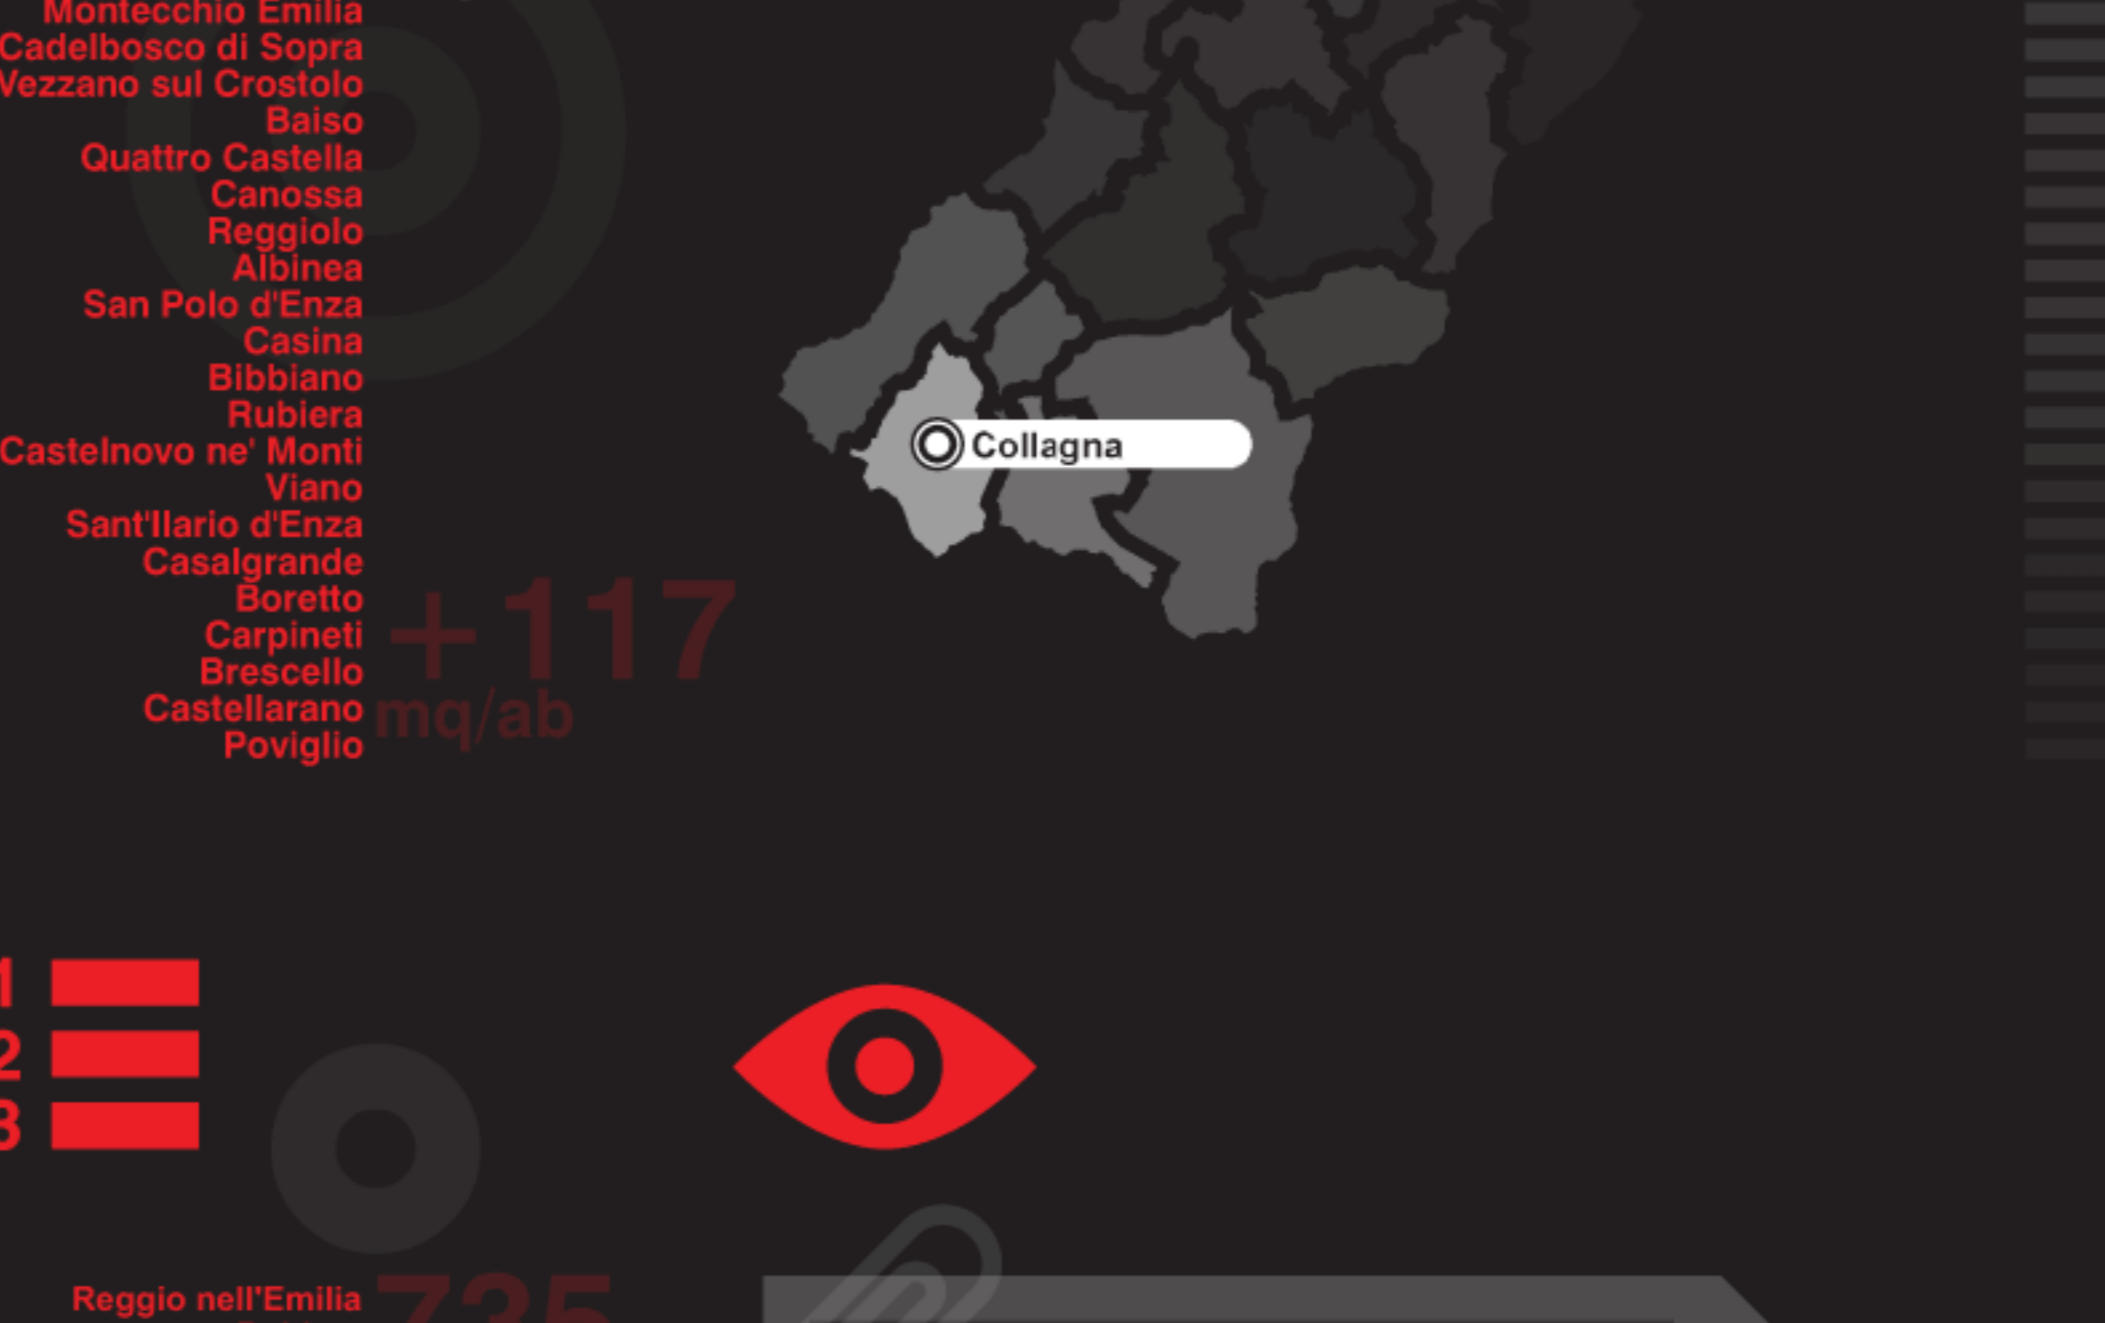 Montecchio Emilia
Cadelbosco di Sopra
Vezzano sul Crostolo
Baiso
Quattro Castella
Canossa
Reggiolo
Albinea
San Polo d'Enza
Casina
Bibbiano
Rubiera
Castelnovo ne' Monti
Viano
Sant'Ilario d'Enza
Casalgrande
Boretto
Carpineti
Brescello
Castellarano
Poviglio
+117
mq/ab
Collagna
1
2
3
Reggio nell'Emilia
735